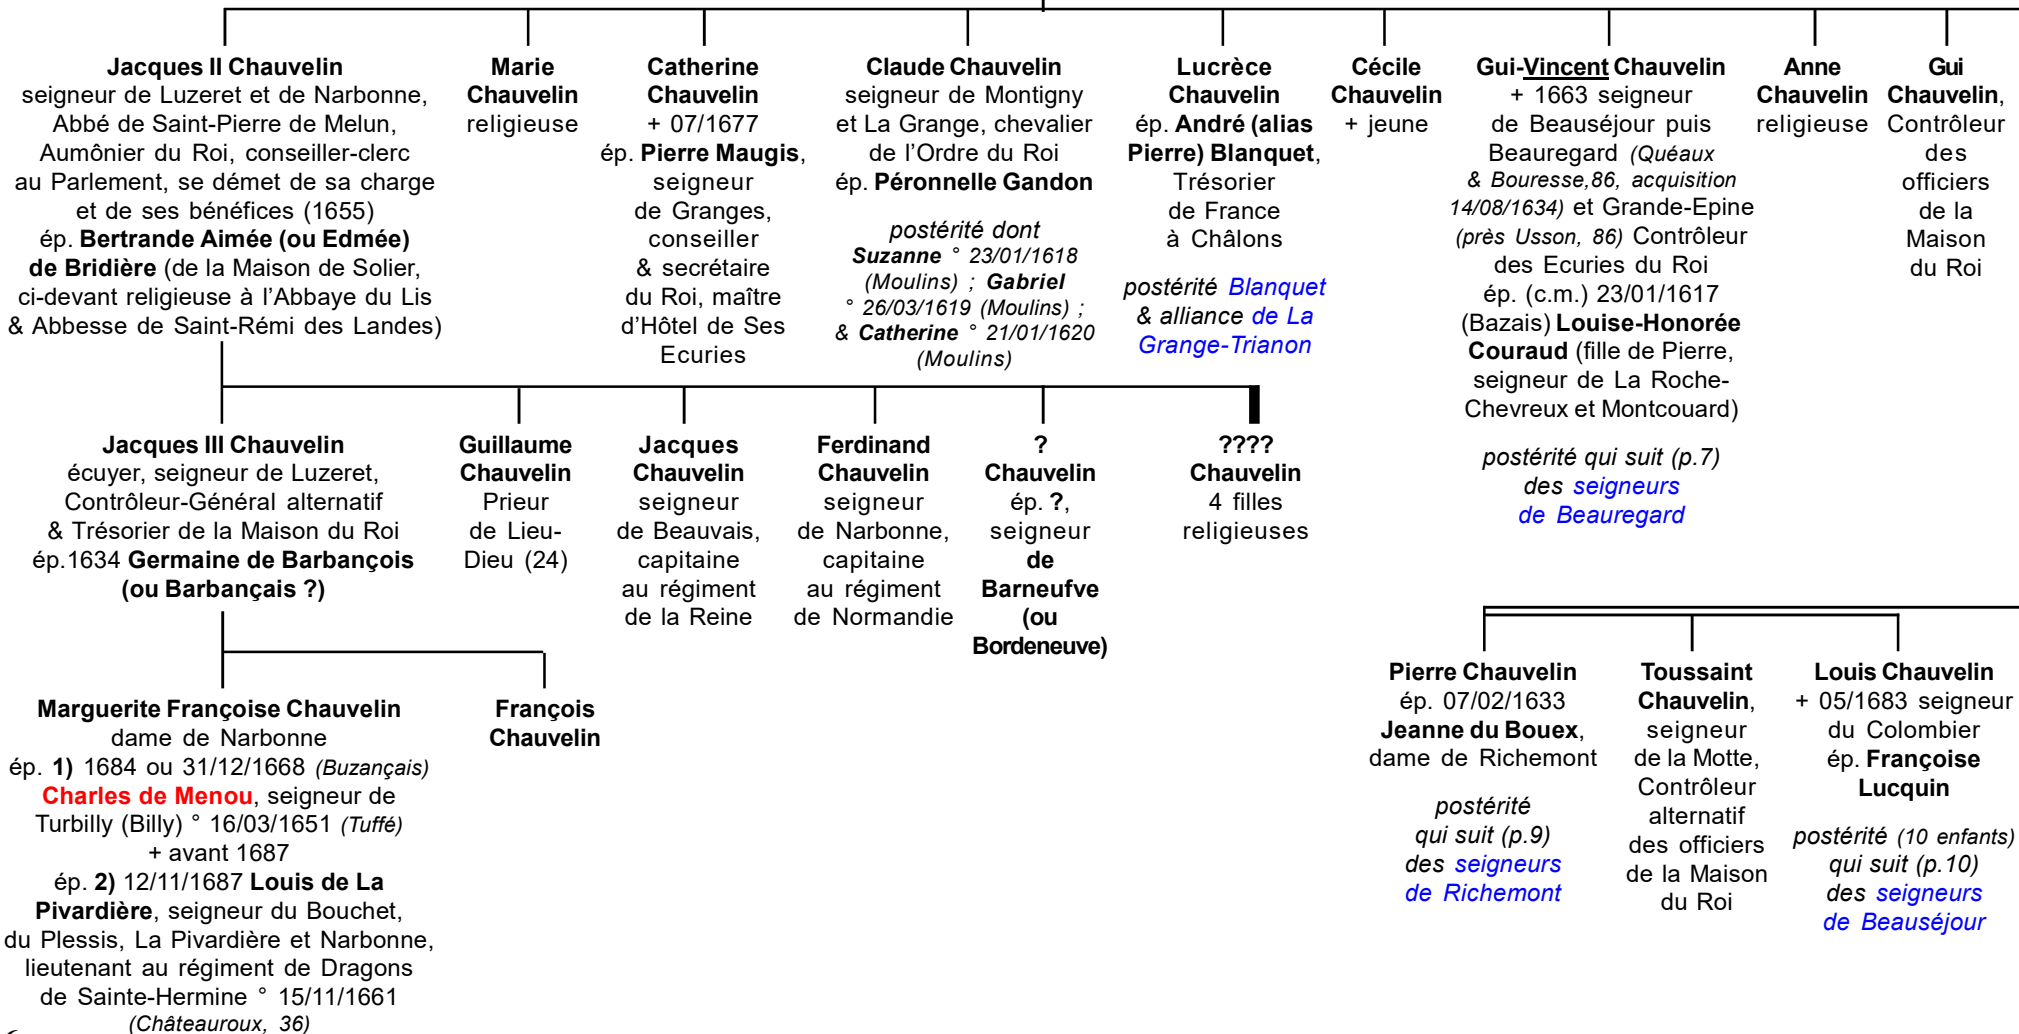 Jacques II Chauvelin
seigneur de Luzeret et de Narbonne,
Abbé de Saint-Pierre de Melun,
Aumônier du Roi, conseiller-clerc
au Parlement, se démet de sa charge
et de ses bénéfices (1655)
ép. Bertrande Aimée (ou Edmée)
de Bridière (de la Maison de Solier,
ci-devant religieuse à l’Abbaye du Lis
& Abbesse de Saint-Rémi des Landes)
Marie
Chauvelin
religieuse
Catherine
Chauvelin
+ 07/1677
ép. Pierre Maugis,
seigneur
de Granges,
conseiller
& secrétaire
du Roi, maître
d’Hôtel de Ses
Ecuries
Claude Chauvelin
seigneur de Montigny
et La Grange, chevalier
de l’Ordre du Roi
ép. Péronnelle Gandon
postérité dont
Suzanne ° 23/01/1618
(Moulins) ; Gabriel
° 26/03/1619 (Moulins) ;
& Catherine ° 21/01/1620
(Moulins)
Lucrèce
Chauvelin
ép. André (alias
Pierre) Blanquet,
Trésorier
de France
à Châlons
postérité Blanquet
& alliance de La
Grange-Trianon
Cécile
Chauvelin
+ jeune
Gui-Vincent Chauvelin
+ 1663 seigneur
de Beauséjour puis
Beauregard (Quéaux
& Bouresse,86, acquisition
14/08/1634) et Grande-Epine
(près Usson, 86) Contrôleur
des Ecuries du Roi
ép. (c.m.) 23/01/1617
(Bazais) Louise-Honorée
Couraud (fille de Pierre,
seigneur de La Roche-
Chevreux et Montcouard)
postérité qui suit (p.7)
des seigneurs
de Beauregard
Anne
Chauvelin
religieuse
Gui
Chauvelin,
Contrôleur
des
officiers
de la
Maison
du Roi
Jacques III Chauvelin
écuyer, seigneur de Luzeret,
Contrôleur-Général alternatif
& Trésorier de la Maison du Roi
ép.1634 Germaine de Barbançois
(ou Barbançais ?)
Guillaume
Chauvelin
Prieur
de Lieu-
Dieu (24)
Jacques
Chauvelin
seigneur
de Beauvais,
capitaine
au régiment
de la Reine
Ferdinand
Chauvelin
seigneur
de Narbonne,
capitaine
au régiment
de Normandie
?
Chauvelin
ép. ?,
seigneur
de
Barneufve
(ou
Bordeneuve)
????
Chauvelin
4 filles
religieuses
Marguerite Françoise Chauvelin
dame de Narbonne
ép. 1) 1684 ou 31/12/1668 (Buzançais)
Charles de Menou, seigneur de
Turbilly (Billy) ° 16/03/1651 (Tuffé)
+ avant 1687
ép. 2) 12/11/1687 Louis de La
Pivardière, seigneur du Bouchet,
du Plessis, La Pivardière et Narbonne,
lieutenant au régiment de Dragons
de Sainte-Hermine ° 15/11/1661
(Châteauroux, 36)
François
Chauvelin
Pierre Chauvelin
ép. 07/02/1633
Jeanne du Bouex,
dame de Richemont
postérité
qui suit (p.9)
des seigneurs
de Richemont
Toussaint
Chauvelin,
seigneur
de la Motte,
Contrôleur
alternatif
des officiers
de la Maison
du Roi
Louis Chauvelin
+ 05/1683 seigneur
du Colombier
ép. Françoise
Lucquin
postérité (10 enfants)
qui suit (p.10)
des seigneurs
de Beauséjour